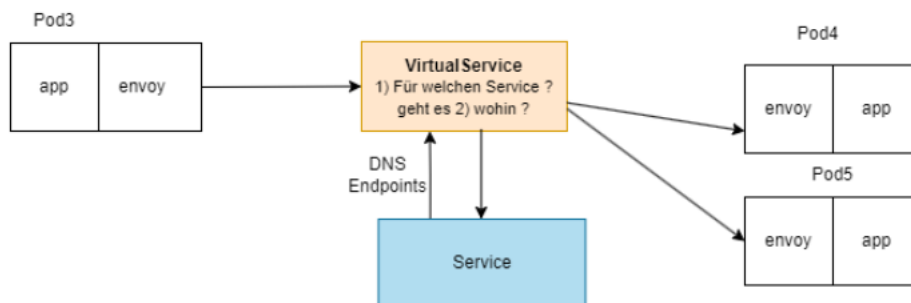 Pod3
app
envoy
VirtualService
1) Für welchen Service ?
geht es 2) wohin ?
DNS
Endpoints
Service
Pod4
envoy
app
Pod5
envoy
app